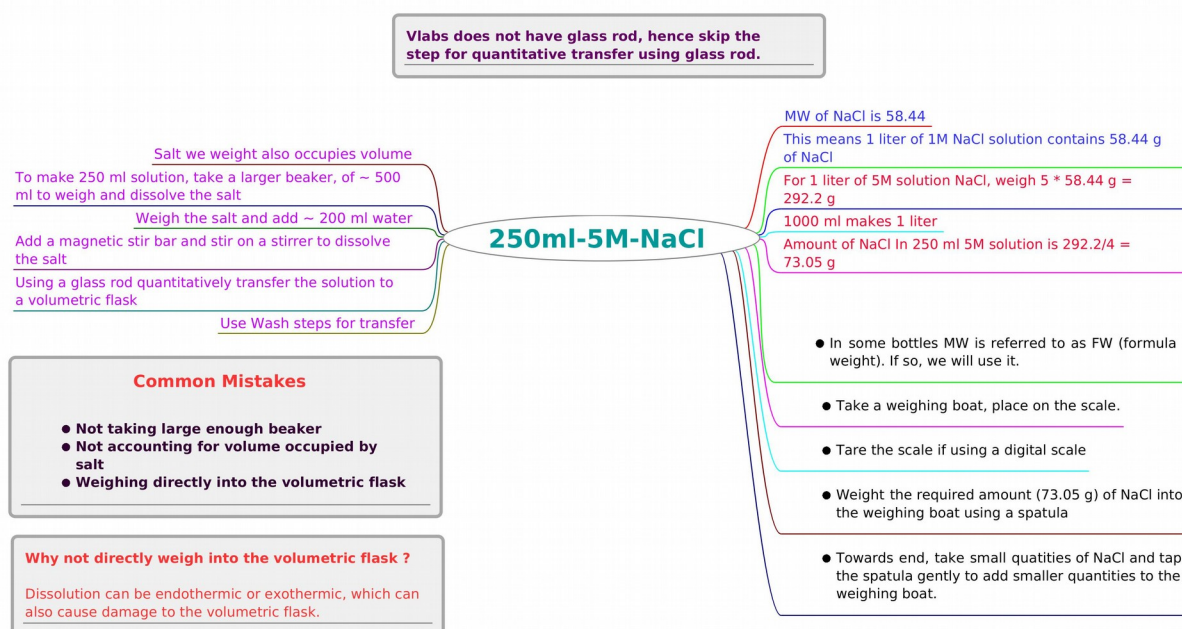 Vlabs does not have glass rod, hence skip the
step for quantitative transfer using glass rod.
Salt we weight also occupies volume
To make 250 ml solution, take a larger beaker, of ~ 500
ml to weigh and dissolve the salt
Weigh the salt and add ~ 200 ml water
Add a magnetic stir bar and stir on a stirrer to dissolve
the salt
Using a glass rod quantitatively transfer the solution to
a volumetric flask
Use Wash steps for transfer
250ml-5M-NaCl
MW of NaCl is 58.44
This means 1 liter of 1M NaCl solution contains 58.44 g
of NaCl
For 1 liter of 5M solution NaCl, weigh 5 * 58.44 g =
292.2 g
1000 ml makes 1 liter
Amount of NaCl In 250 ml 5M solution is 292.2/4 =
73.05 g
● In some bottles MW is referred to as FW (formula
weight). If so, we will use it.
● Take a weighing boat, place on the scale.
● Tare the scale if using a digital scale
● Weight the required amount (73.05 g) of NaCl into
the weighing boat using a spatula
● Towards end, take small quatities of NaCl and tap
the spatula gently to add smaller quantities to the
weighing boat.
Common Mistakes
● Not taking large enough beaker
● Not accounting for volume occupied by
salt
● Weighing directly into the volumetric flask
Why not directly weigh into the volumetric flask ?
Dissolution can be endothermic or exothermic, which can
also cause damage to the volumetric flask.